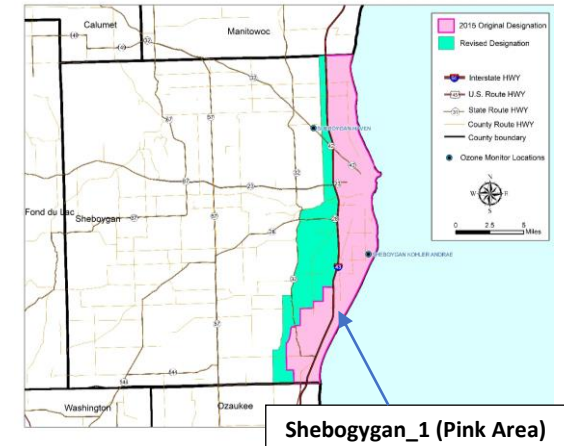 Calumet
Manitowoc
2015 Original Designation
Revised Designation
Interstate HWY
U.S. Route HWY
State Route HWY
County Route HWY
County boundary
Ozone Monitor Locations
N
W
E
S
0
2.5
5
Miles
SHEBOYGAN HAVEN
Fond du Lac
Sheboygan
SHEBOYGAN KOHLER ANDRAE
Washington
Ozaukee
Shebogygan_1 (Pink Area)